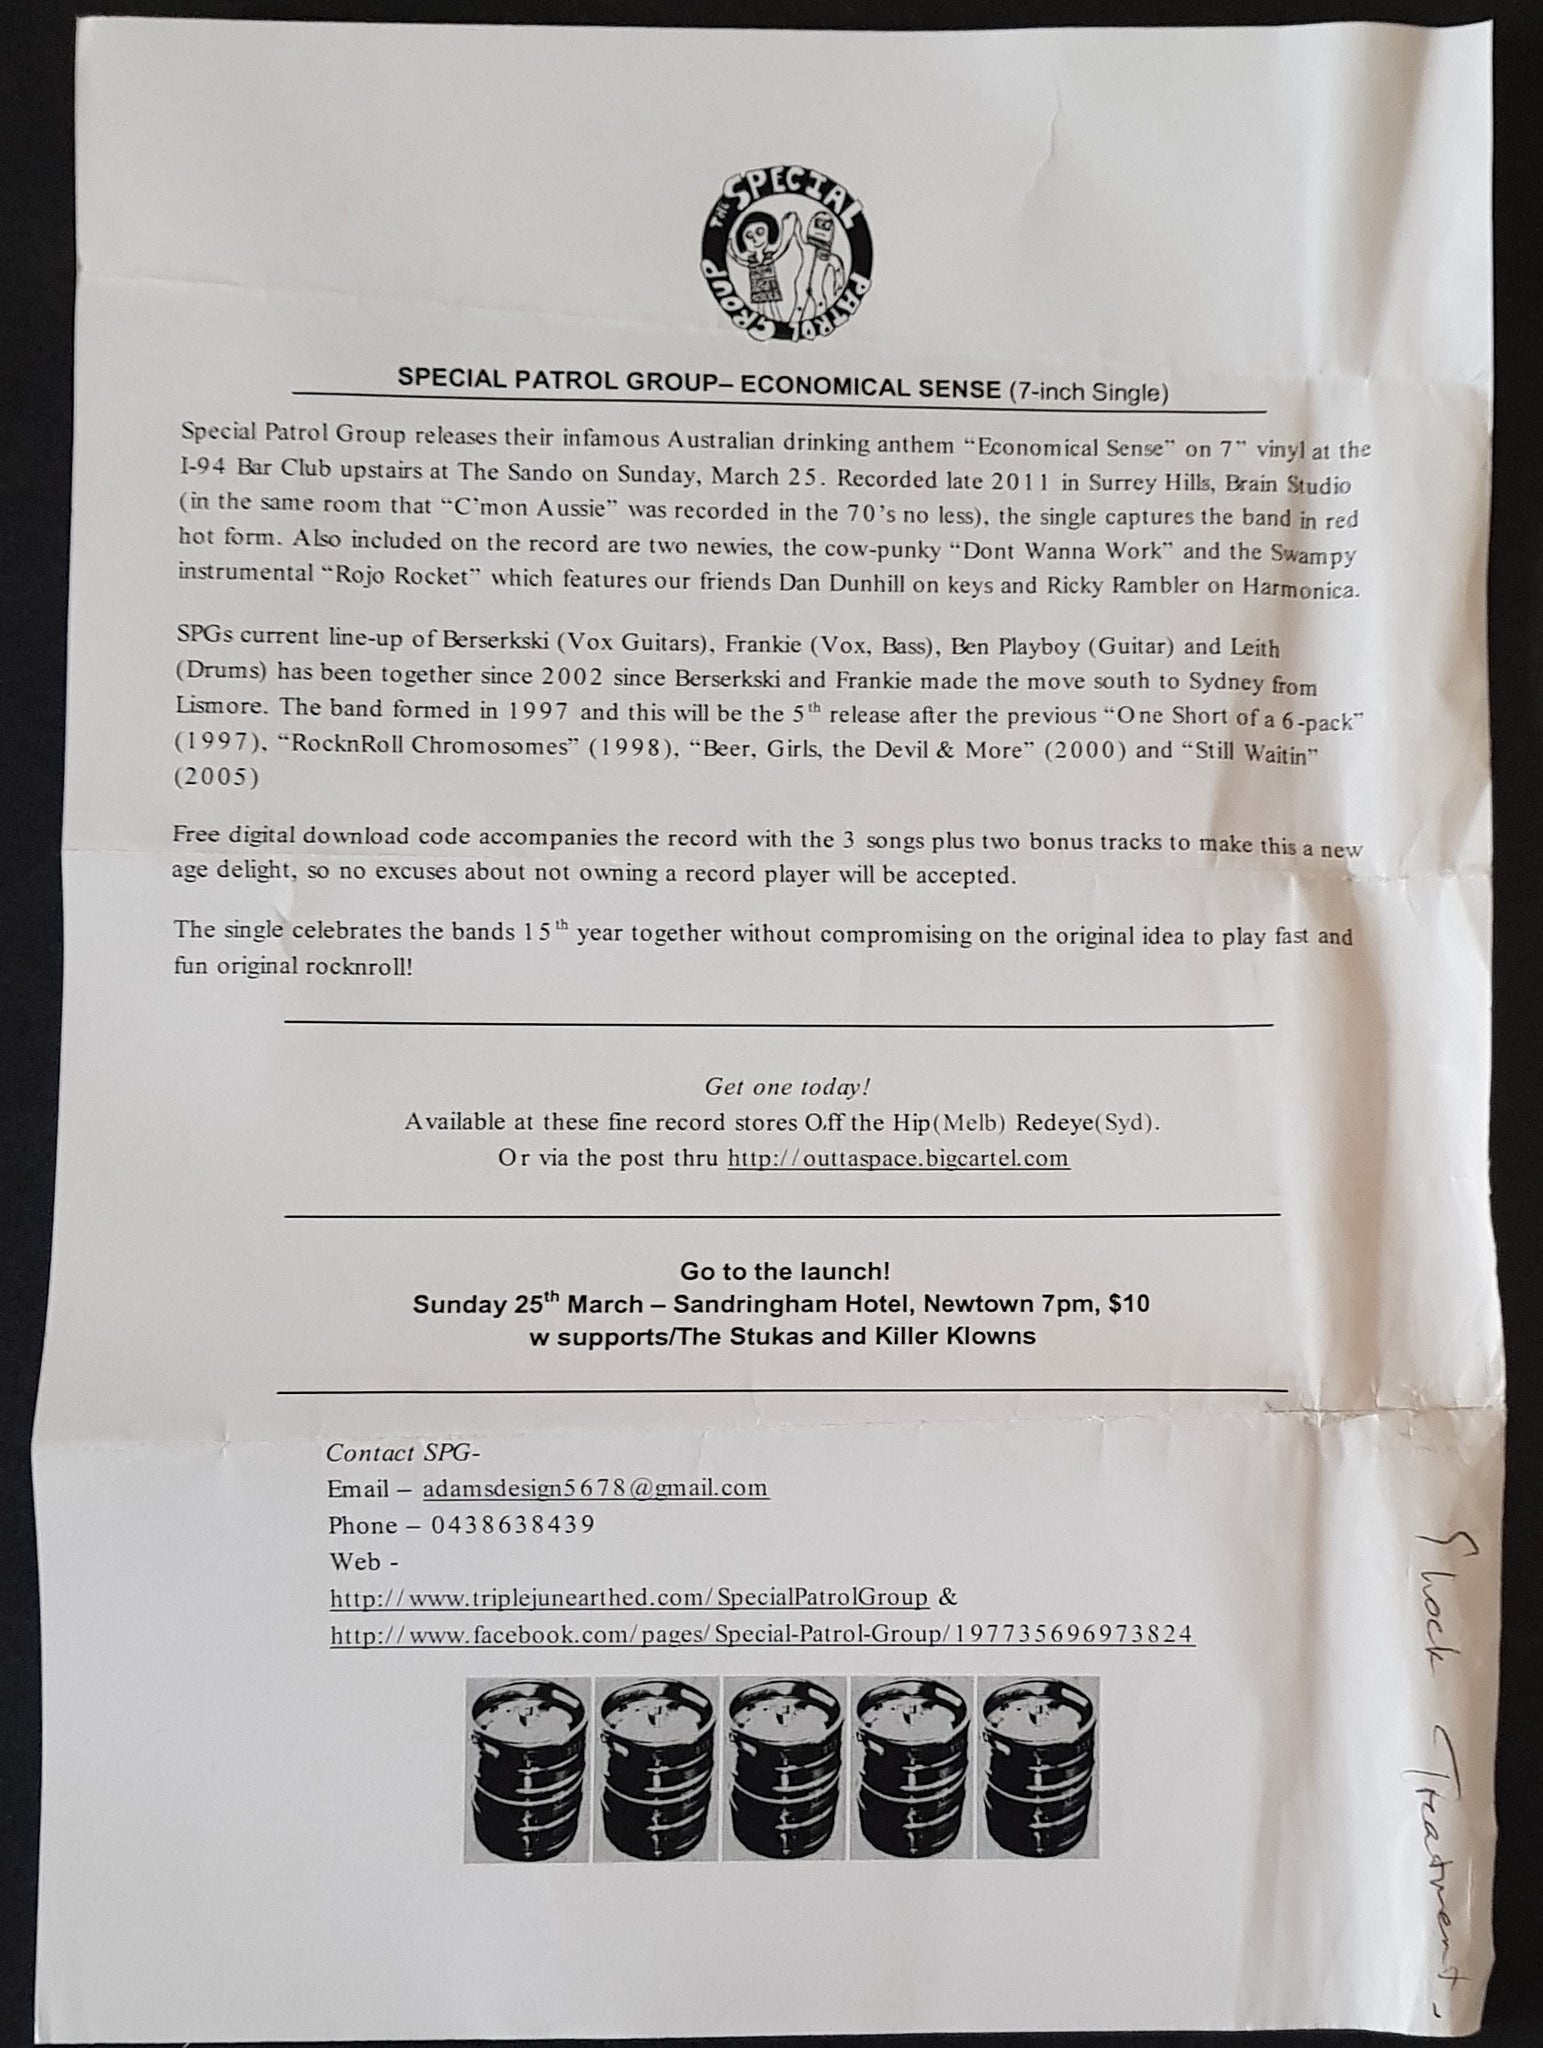 THE SPECIAL PATROL GROUP
SPECIAL PATROL GROUP– ECONOMICAL SENSE (7-inch Single)
Special Patrol Group releases their infamous Australian drinking anthem “Economical Sense” on 7” vinyl at the
I-94 Bar Club upstairs at The Sando on Sunday, March 25. Recorded late 2011 in Surrey Hills, Brain Studio
(in the same room that “C’mon Aussie” was recorded in the 70’s no less), the single captures the band in red
hot form. Also included on the record are two newies, the cow-punky “Dont Wanna Work” and the Swampy
instrumental “Rojo Rocket” which features our friends Dan Dunhill on keys and Ricky Rambler on Harmonica.
SPGs current line-up of Berserkski (Vox Guitars), Frankie (Vox, Bass), Ben Playboy (Guitar) and Leith
(Drums) has been together since 2002 since Berserkski and Frankie made the move south to Sydney from
Lismore. The band formed in 1997 and this will be the 5th release after the previous “One Short of a 6-pack”
(1997), “RocknRoll Chromosomes” (1998), “Beer, Girls, the Devil & More” (2000) and “Still Waitin”
(2005)
Free digital download code accompanies the record with the 3 songs plus two bonus tracks to make this a new
age delight, so no excuses about not owning a record player will be accepted.
The single celebrates the bands 15th year together without compromising on the original idea to play fast and
fun original rocknroll!
Get one today!
Available at these fine record stores Off the Hip(Melb) Redeye(Syd).
Or via the post thru http://outtaspace.bigcartel.com
Go to the launch!
Sunday 25th March – Sandringham Hotel, Newtown 7pm, $10
w supports/The Stukas and Killer Klowns
Contact SPG-
Email – adamsdesign5678@gmail.com
Phone – 0438638439
Web -
http://www.triplejunearthed.com/SpecialPatrolGroup &
http://www.facebook.com/pages/Special-Patrol-Group/197735696973824
Shock Treatment -